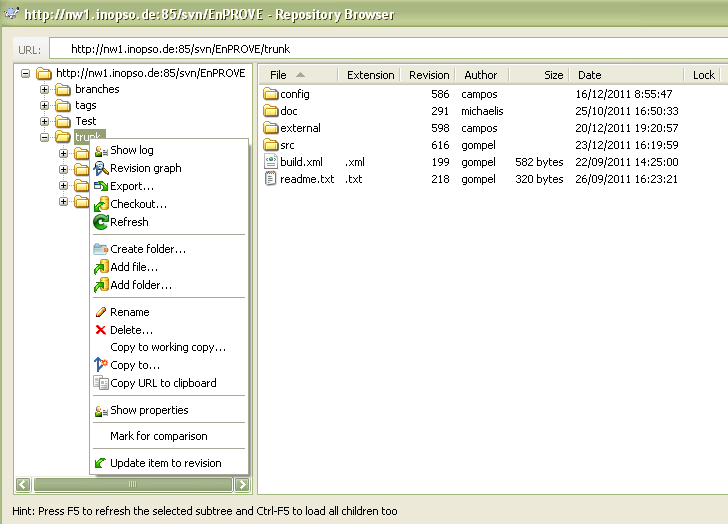 http://nw1.inopso.de:85/svn/EnPROVE - Repository Browser
URL: http://nw1.inopso.de:85/svn/EnPROVE/trunk
http://nw1.inopso.de:85/svn/EnPROVE
branches
tags
Test
trunk
Show log
Revision graph
Export...
Checkout...
Refresh
Create folder...
Add file...
Add folder...
Rename
Delete...
Copy to working copy...
Copy to...
Copy URL to clipboard
Show properties
Mark for comparison
Update item to revision
File Extension Revision Author Size Date Lock
config 586 campos 16/12/2011 8:55:47
doc 291 michaelis 25/10/2011 16:50:33
external 598 campos 20/12/2011 19:20:57
src 616 gompel 23/12/2011 16:19:59
build.xml .xml 199 gompel 582 bytes 22/09/2011 14:25:00
readme.txt .txt 218 gompel 320 bytes 26/09/2011 16:23:21
Hint: Press F5 to refresh the selected subtree and Ctrl-F5 to load all children too